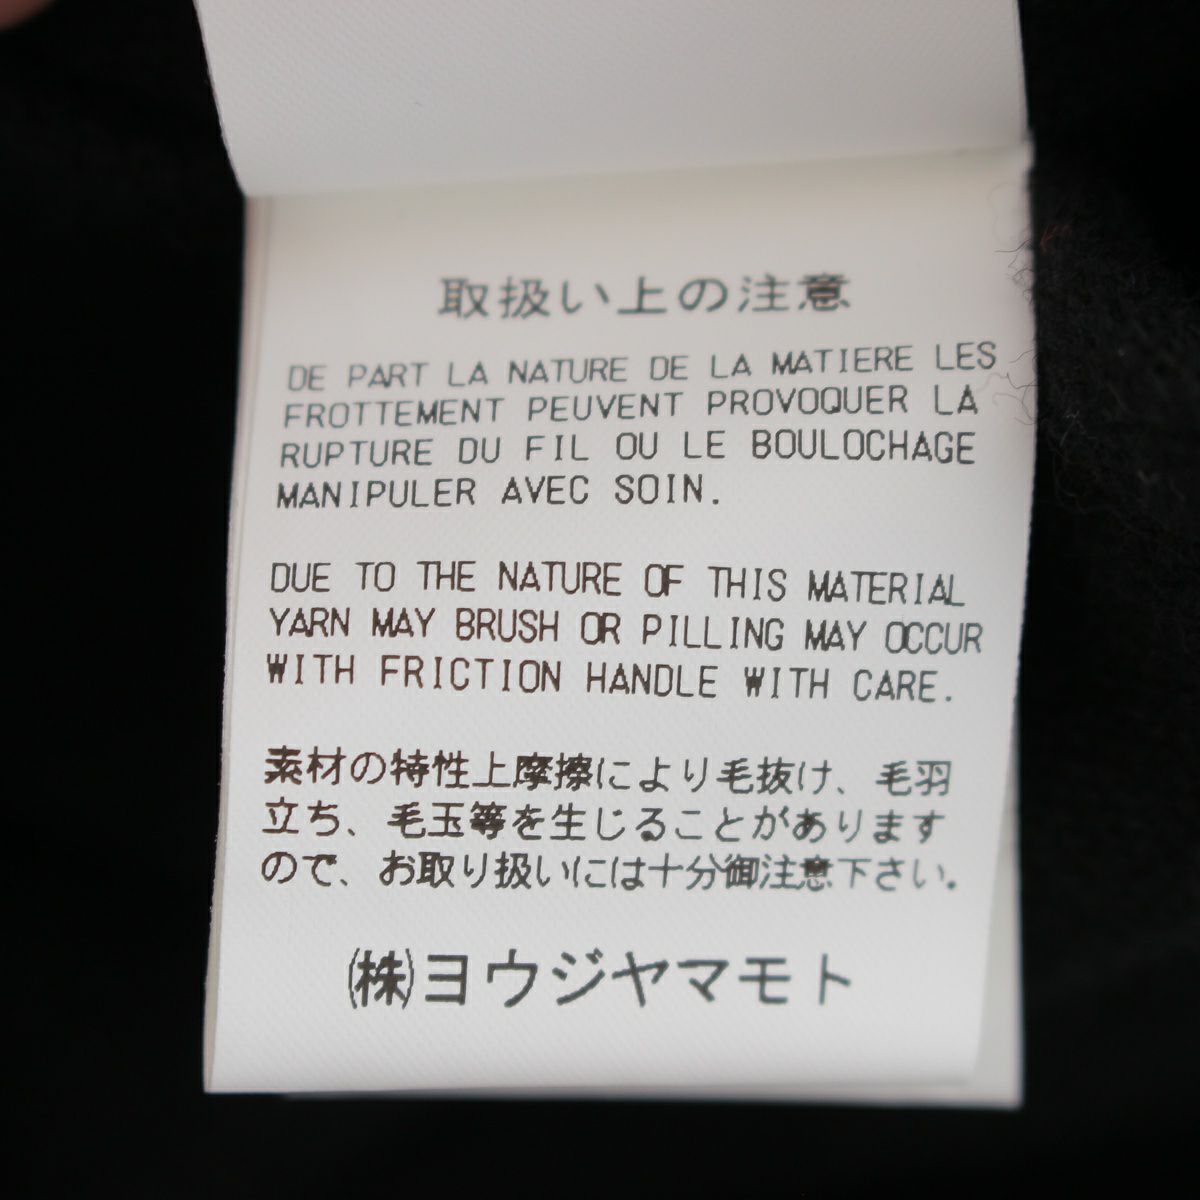 取扱い上の注意
DE PART LA NATURE DE LA MATIERE LES
FROTTEMENT PEUVENT PROVOQUER LA
RUPTURE DU FIL OU LE BOULOCHAGE
MANIPULER AVEC SOIN.
DUE TO THE NATURE OF THIS MATERIAL
YARN MAY BRUSH OR PILLING MAY OCCUR
WITH FRICTION HANDLE WITH CARE.
素材の特性上摩擦により毛抜け、毛羽
立ち、毛玉等を生じることがあります
ので、お取り扱いには十分御注意下さい。
㈱ヨウジヤマモト